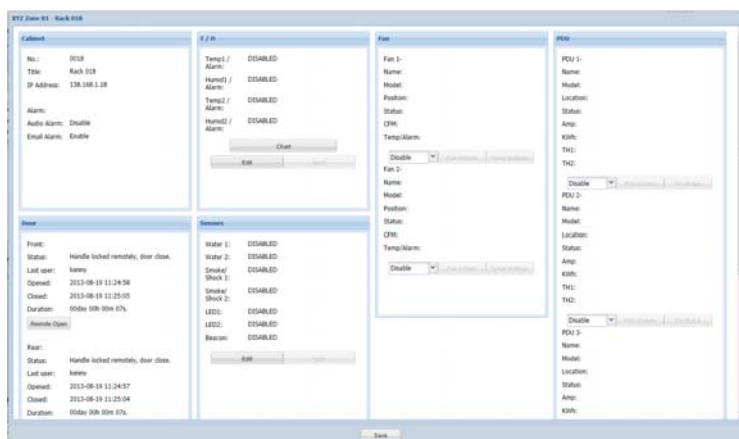 XYZ Zone 01 - Rack 018
Cabinet
No.: 0018
Title: Rack 018
IP Address: 138.168.1.18
Alarm:
Audio Alarm: Disable
Email Alarm: Enable
T / H
Temp1 / Alarm: DISABLED
Humid1 / Alarm: DISABLED
Temp2 / Alarm: DISABLED
Humid2 / Alarm: DISABLED
Chart
Edit
Fan
Fan 1-
Name:
Model:
Position:
Status:
CFM:
Temp/Alarm:
Disable
Fan 2-
Name:
Model:
Position:
Status:
CFM:
Temp/Alarm:
Disable
PDU
PDU 1-
Name:
Model:
Location:
Status:
Amp:
KWh:
TH1:
TH2:
Disable
PDU 2-
Name:
Model:
Location:
Status:
Amp:
KWh:
TH1:
TH2:
Disable
PDU 3-
Name:
Model:
Location:
Status:
Amp:
KWh:
Door
Front:
Status: Handle locked remotely, door close.
Last user: kenny
Opened: 2013-08-19 11:24:58
Closed: 2013-08-19 11:25:05
Duration: 00day 00h 00m 07s.
Remote Open
Rear:
Status: Handle locked remotely, door close.
Last user: kenny
Opened: 2013-08-19 11:24:57
Closed: 2013-08-19 11:25:04
Duration: 00day 00h 00m 07s.
Sensors
Water 1: DISABLED
Water 2: DISABLED
Smoke/ Shock 1: DISABLED
Smoke/ Shock 2: DISABLED
LED1: DISABLED
LED2: DISABLED
Beacon: DISABLED
Edit
Save